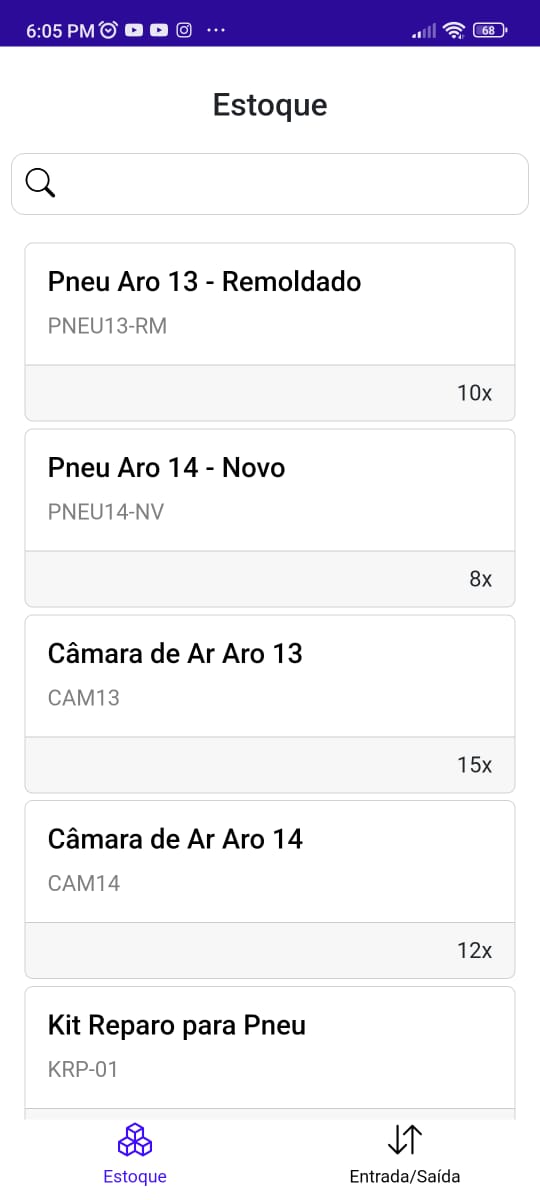 6:05 PM
68
Estoque
Pneu Aro 13 - Remoldado
PNEU13-RM
10x
Pneu Aro 14 - Novo
PNEU14-NV
8x
Câmara de Ar Aro 13
CAM13
15x
Câmara de Ar Aro 14
CAM14
12x
Kit Reparo para Pneu
KRP-01
Estoque
Entrada/Saída